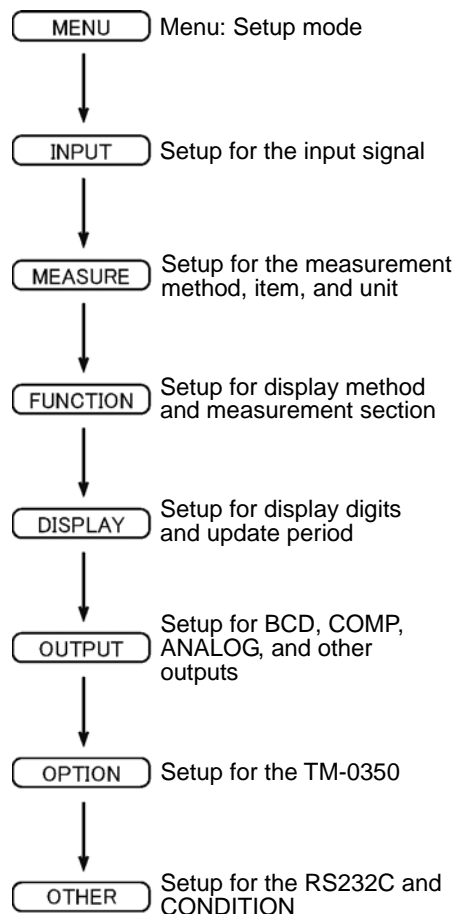 MENU Menu: Setup mode
INPUT Setup for the input signal
MEASURE Setup for the measurement
method, item, and unit
FUNCTION Setup for display method
and measurement section
DISPLAY Setup for display digits
and update period
OUTPUT Setup for BCD, COMP,
ANALOG, and other
outputs
OPTION Setup for the TM-0350
OTHER Setup for the RS232C and
CONDITION